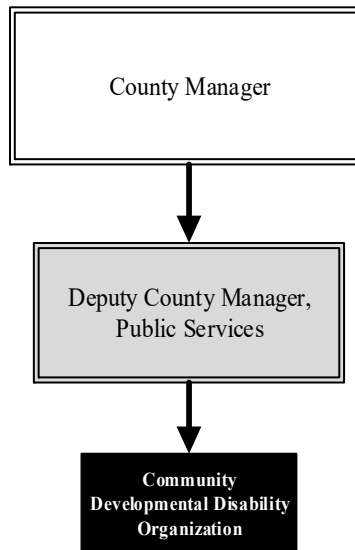 County Manager
Deputy County Manager,
Public Services
Community
Developmental Disability
Organization